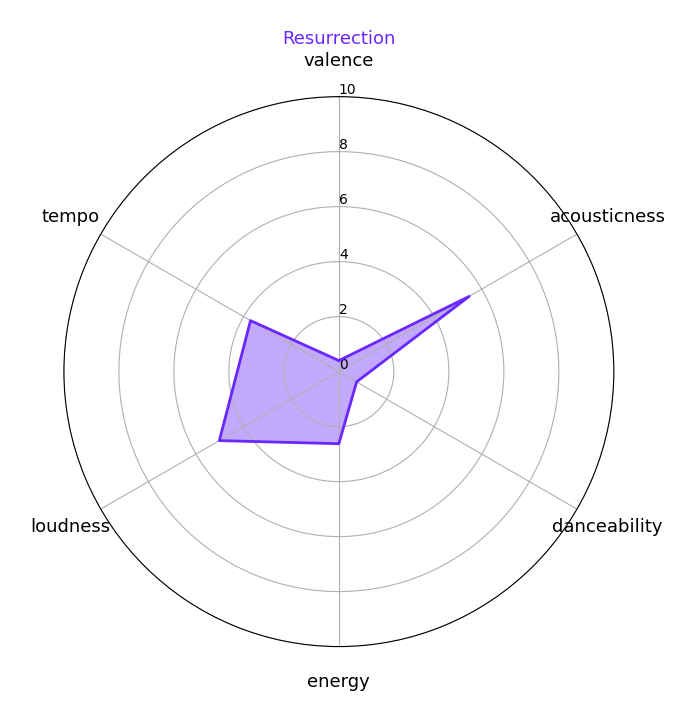 Resurrection
valence
10
8
6
4
2
0
tempo
acousticness
loudness
danceability
energy